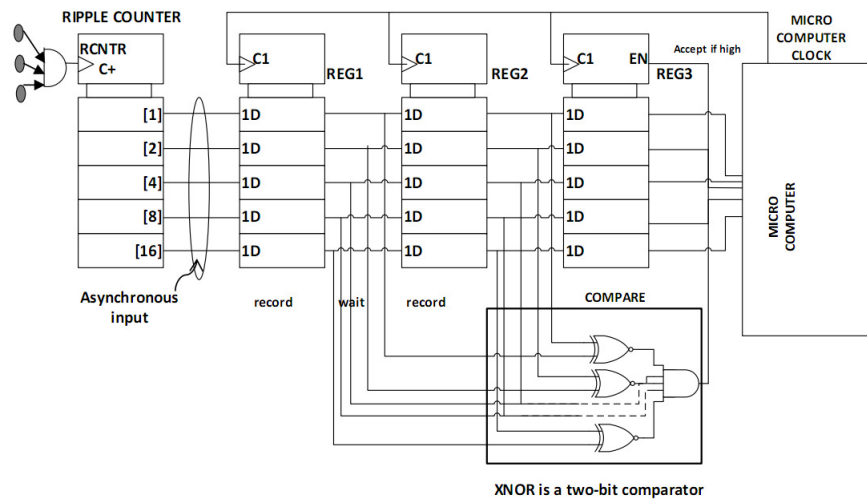 RIPPLE COUNTER
RCNTR
C+
[1]
[2]
[4]
[8]
[16]
Asynchronous
input
C1
REG1
1D
1D
1D
1D
1D
record
wait
C1
REG2
1D
1D
1D
1D
1D
record
C1
EN
REG3
1D
1D
1D
1D
1D
Accept if high
MICRO
COMPUTER
CLOCK
MICRO
COMPUTER
COMPARE
XNOR is a two-bit comparator